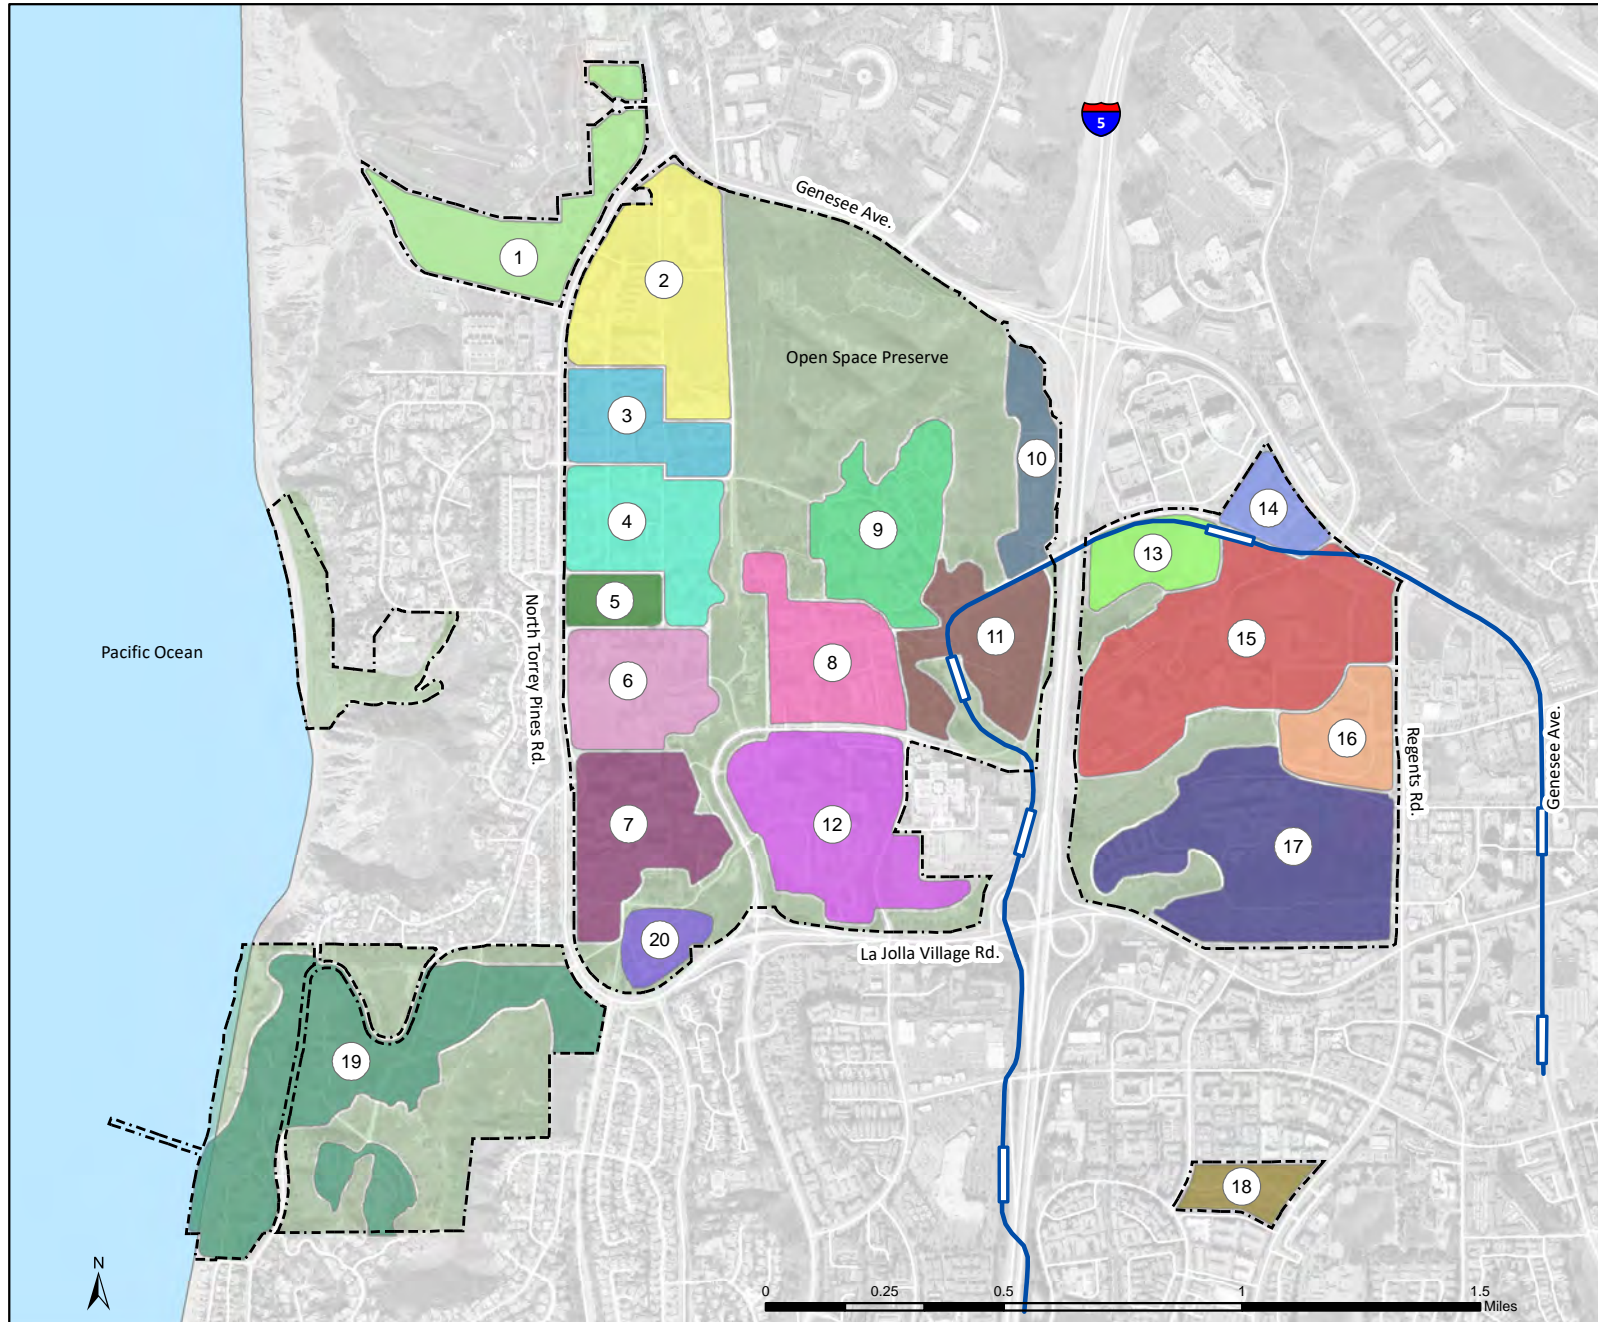 5
Genesee Ave.
1
2
Open Space Preserve
3
10
14
4
9
13
5
North Torrey Pines Rd.
11
15
Pacific Ocean
8
6
16
Regents Rd.
Genesee Ave.
7
12
17
20
La Jolla Village Rd.
19
18
N
0 0.25 0.5 1 1.5
Miles